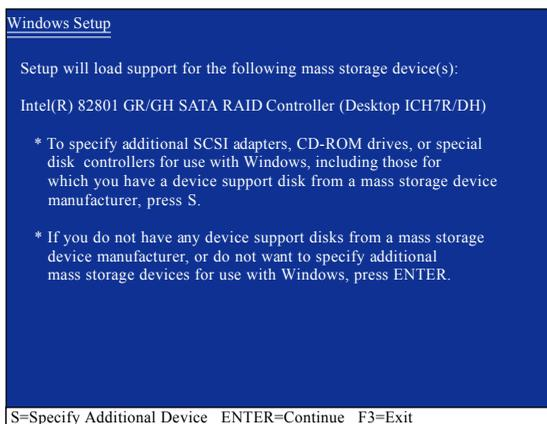 Windows Setup
Setup will load support for the following mass storage device(s):
Intel(R) 82801 GR/GH SATA RAID Controller (Desktop ICH7R/DH)
* To specify additional SCSI adapters, CD-ROM drives, or special
disk controllers for use with Windows, including those for
which you have a device support disk from a mass storage device
manufacturer, press S.
* If you do not have any device support disks from a mass storage
device manufacturer, or do not want to specify additional
mass storage devices for use with Windows, press ENTER.
S=Specify Additional Device ENTER=Continue F3=Exit